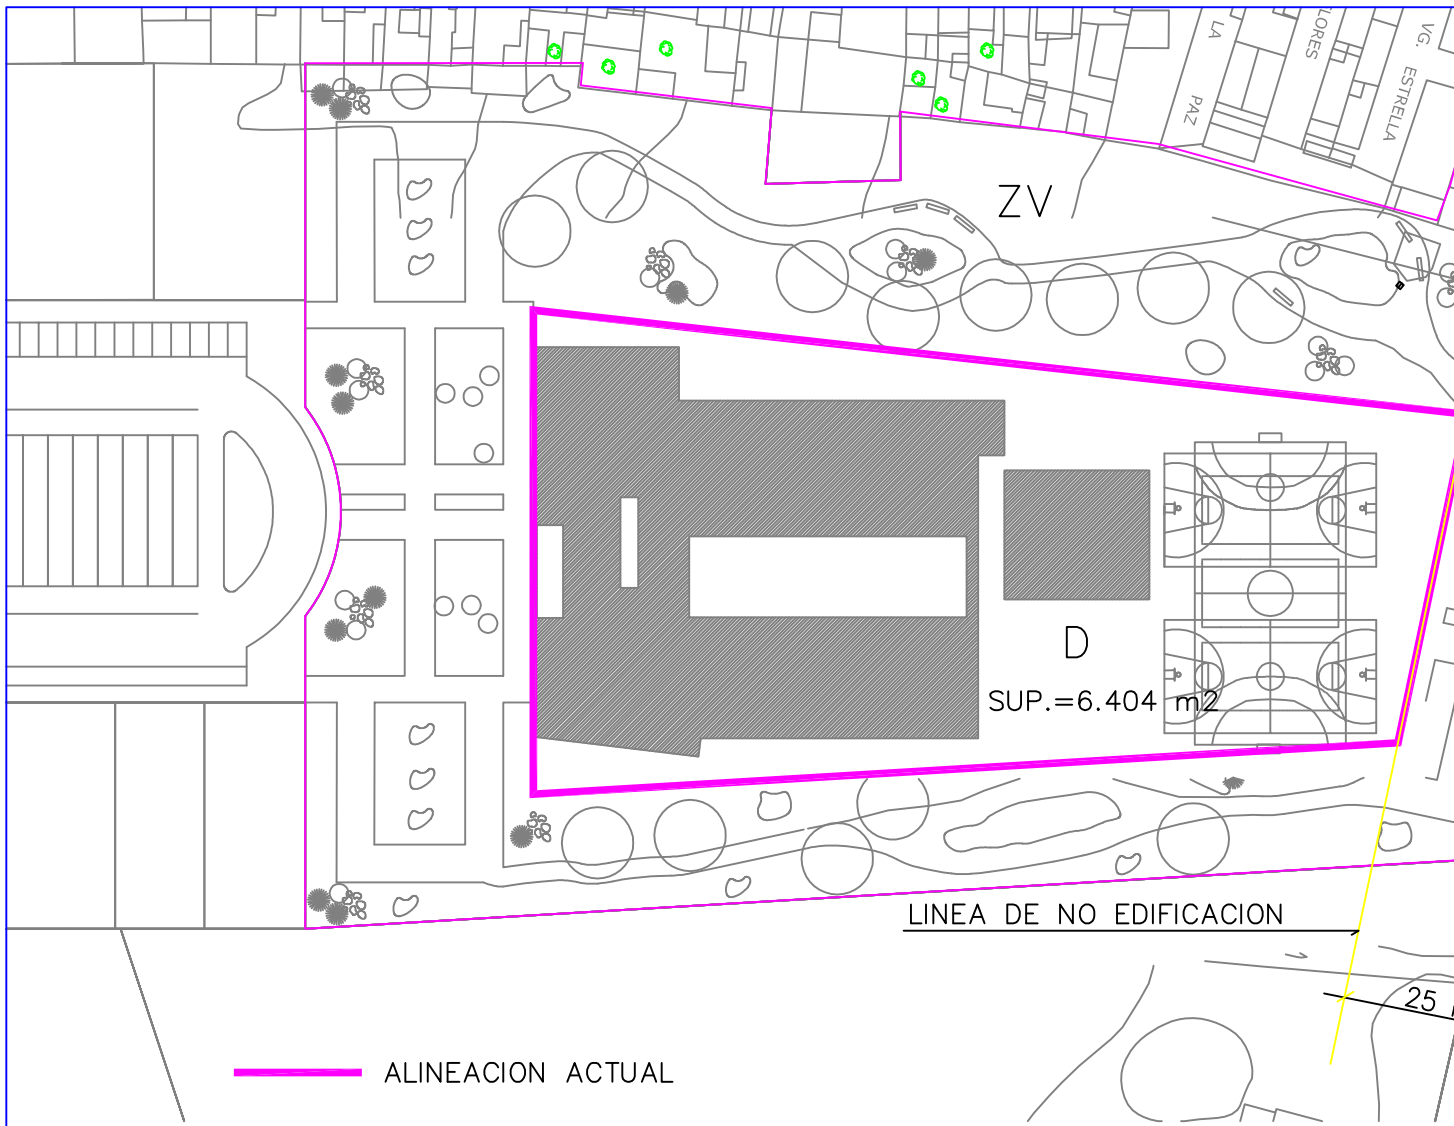 LA
PAZ
FLORES
VG. ESTRELLA
ZV
D
SUP.=6.404 m2
LINEA DE NO EDIFICACION
25
ALINEACION ACTUAL